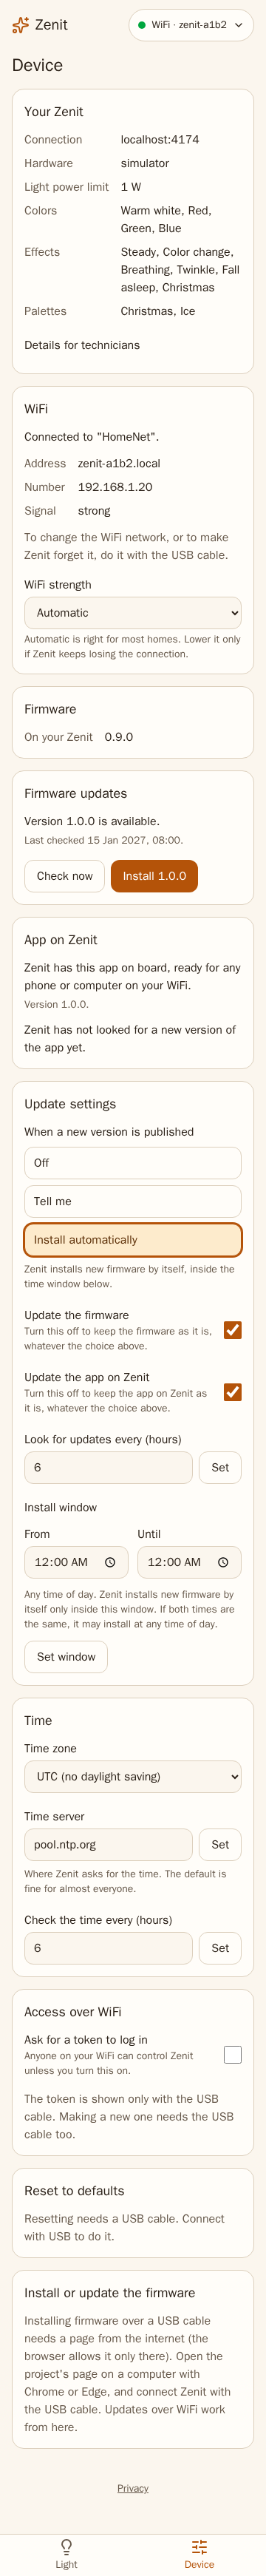 Zenit
WiFi · zenit-a1b2
Device
Your Zenit
Connection localhost:4174
Hardware simulator
Light power limit 1 W
Colors Warm white, Red,
Green, Blue
Effects Steady, Color change,
Breathing, Twinkle, Fall
asleep, Christmas
Palettes Christmas, Ice
Details for technicians
WiFi
Connected to "HomeNet".
Address zenit-a1b2.local
Number 192.168.1.20
Signal strong
To change the WiFi network, or to make
Zenit forget it, do it with the USB cable.
WiFi strength
Automatic
Automatic is right for most homes. Lower it only
if Zenit keeps losing the connection.
Firmware
On your Zenit 0.9.0
Firmware updates
Version 1.0.0 is available.
Last checked 15 Jan 2027, 08:00.
Check now Install 1.0.0
App on Zenit
Zenit has this app on board, ready for any
phone or computer on your WiFi.
Version 1.0.0.
Zenit has not looked for a new version of
the app yet.
Update settings
When a new version is published
Off
Tell me
Install automatically
Zenit installs new firmware by itself, inside the
time window below.
Update the firmware
Turn this off to keep the firmware as it is,
whatever the choice above.
Update the app on Zenit
Turn this off to keep the app on Zenit as
it is, whatever the choice above.
Look for updates every (hours)
6 Set
Install window
From Until
12:00 AM 12:00 AM
Any time of day. Zenit installs new firmware by
itself only inside this window. If both times are
the same, it may install at any time of day.
Set window
Time
Time zone
UTC (no daylight saving)
Time server
pool.ntp.org Set
Where Zenit asks for the time. The default is
fine for almost everyone.
Check the time every (hours)
6 Set
Access over WiFi
Ask for a token to log in
Anyone on your WiFi can control Zenit
unless you turn this on.
The token is shown only with the USB
cable. Making a new one needs the USB
cable too.
Reset to defaults
Resetting needs a USB cable. Connect
with USB to do it.
Install or update the firmware
Installing firmware over a USB cable
needs a page from the internet (the
browser allows it only there). Open the
project's page on a computer with
Chrome or Edge, and connect Zenit with
the USB cable. Updates over WiFi work
from here.
Privacy
Light Device